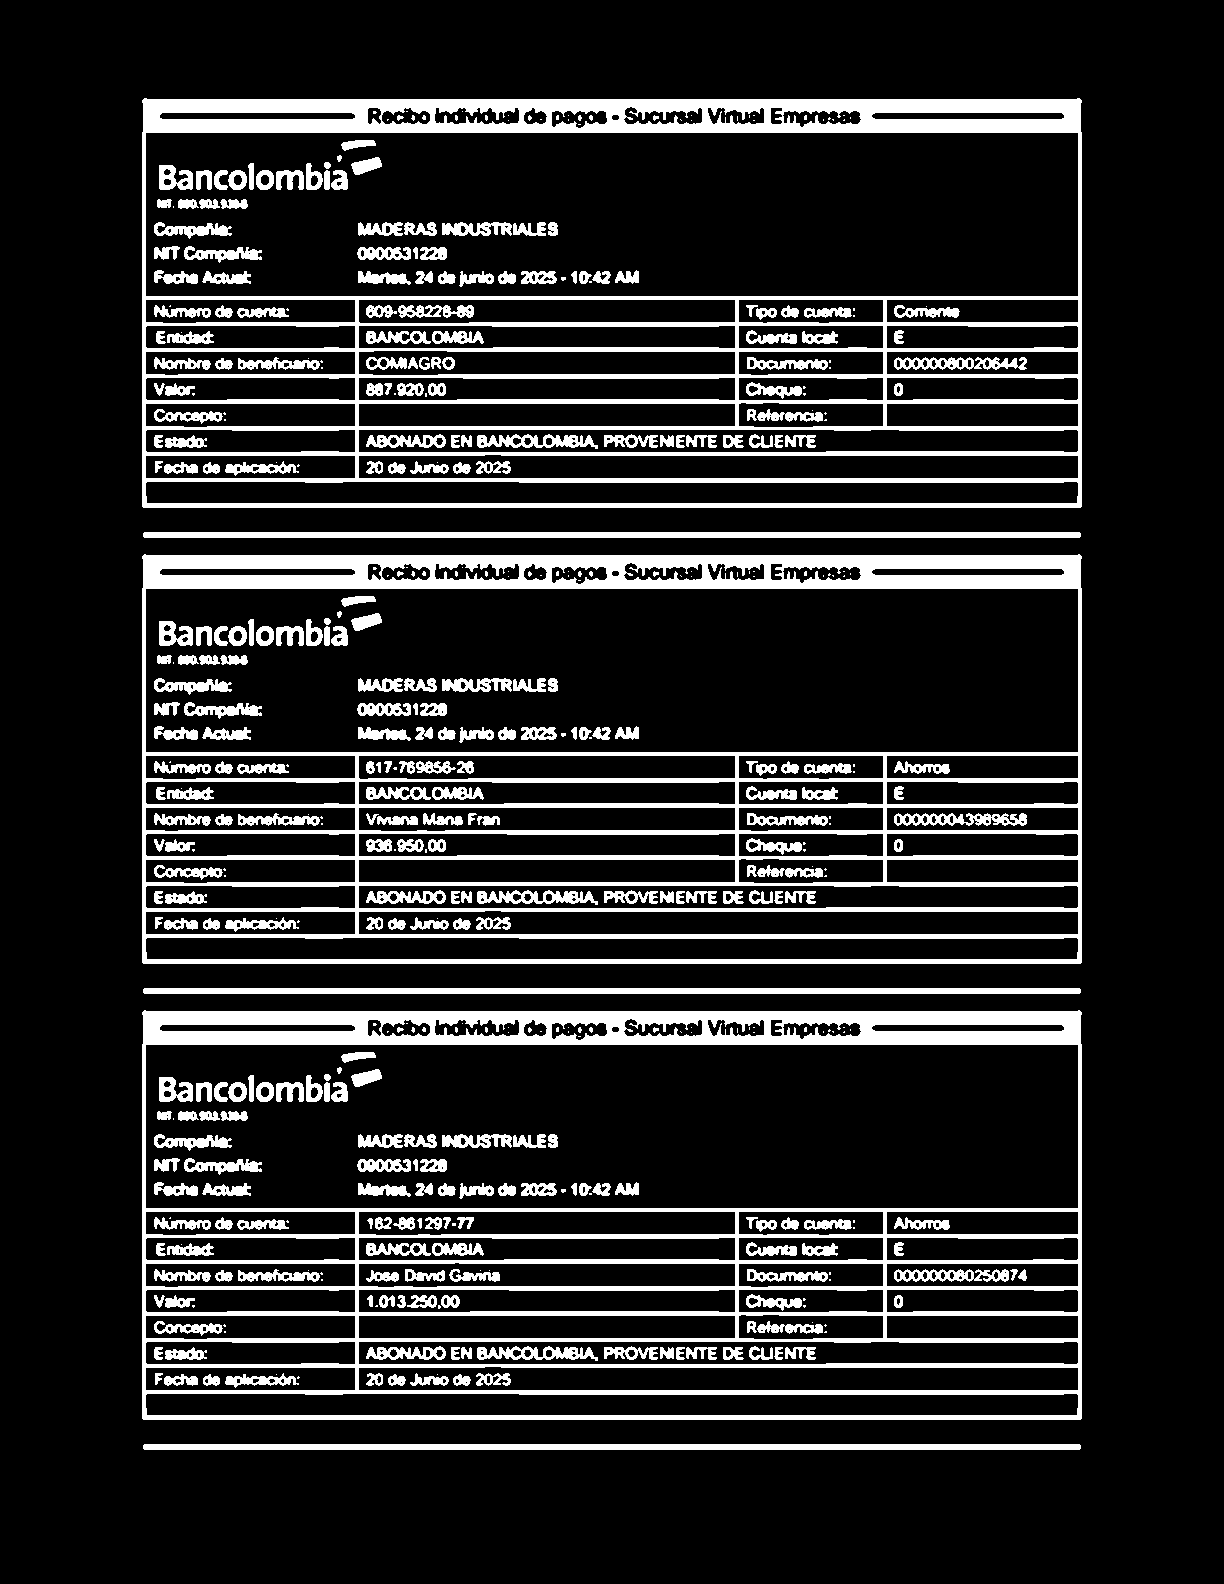 Recibo individual de pagos - Sucursal Virtual Empresas
Bancolombia
NIT. 890.903.938-8
Compañía: MADERAS INDUSTRIALES
NIT Compañía: 0900531228
Fecha Actual: Martes, 24 de junio de 2025 - 10:42 AM
Número de cuenta: 609-958228-89 Tipo de cuenta: Corriente
Entidad: BANCOLOMBIA Cuenta local: E
Nombre de beneficiario: COMIAGRO Documento: 000000800206442
Valor: 887.920,00 Cheque: 0
Concepto: Referencia:
Estado: ABONADO EN BANCOLOMBIA, PROVENIENTE DE CLIENTE
Fecha de aplicación: 20 de Junio de 2025
Recibo individual de pagos - Sucursal Virtual Empresas
Bancolombia
NIT. 890.903.938-8
Compañía: MADERAS INDUSTRIALES
NIT Compañía: 0900531228
Fecha Actual: Martes, 24 de junio de 2025 - 10:42 AM
Número de cuenta: 617-769856-26 Tipo de cuenta: Ahorros
Entidad: BANCOLOMBIA Cuenta local: E
Nombre de beneficiario: Viviana Maria Fran Documento: 000000043989658
Valor: 936.950,00 Cheque: 0
Concepto: Referencia:
Estado: ABONADO EN BANCOLOMBIA, PROVENIENTE DE CLIENTE
Fecha de aplicación: 20 de Junio de 2025
Recibo individual de pagos - Sucursal Virtual Empresas
Bancolombia
NIT. 890.903.938-8
Compañía: MADERAS INDUSTRIALES
NIT Compañía: 0900531228
Fecha Actual: Martes, 24 de junio de 2025 - 10:42 AM
Número de cuenta: 162-861297-77 Tipo de cuenta: Ahorros
Entidad: BANCOLOMBIA Cuenta local: E
Nombre de beneficiario: Jose David Gaviria Documento: 000000080250874
Valor: 1.013.250,00 Cheque: 0
Concepto: Referencia:
Estado: ABONADO EN BANCOLOMBIA, PROVENIENTE DE CLIENTE
Fecha de aplicación: 20 de Junio de 2025